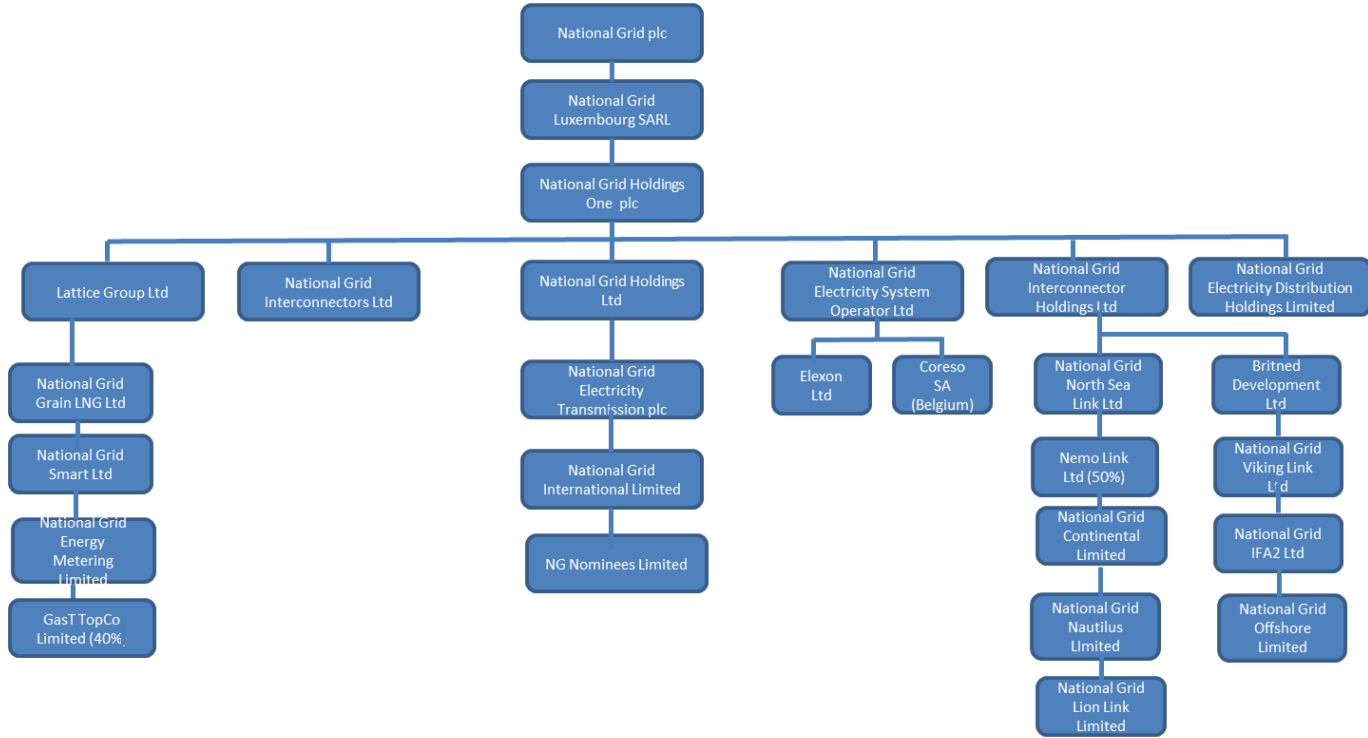 National Grid plc
National Grid
Luxembourg SARL
National Grid Holdings
One plc
Lattice Group Ltd
National Grid
Interconnectors Ltd
National Grid Holdings
Ltd
National Grid
Electricity System
Operator Ltd
National Grid
Interconnector
Holdings Ltd
National Grid
Electricity Distribution
Holdings Limited
National Grid
Grain LNG Ltd
National Grid
Electricity
Transmission plc
Elexon
Ltd
Coreso
SA
(Belgium)
National Grid
North Sea
Link Ltd
Britned
Development
Ltd
National Grid
Smart Ltd
National Grid
International Limited
Nemo Link
Ltd (50%)
National Grid
Viking Link
Ltd
National Grid
Energy
Metering
Limited
NG Nominees Limited
National Grid
Continental
Limited
National Grid
IFA2 Ltd
GasT TopCo
Limited (40%)
National Grid
Nautilus
LImited
National Grid
Offshore
Limited
National Grid
Lion Link
Limited